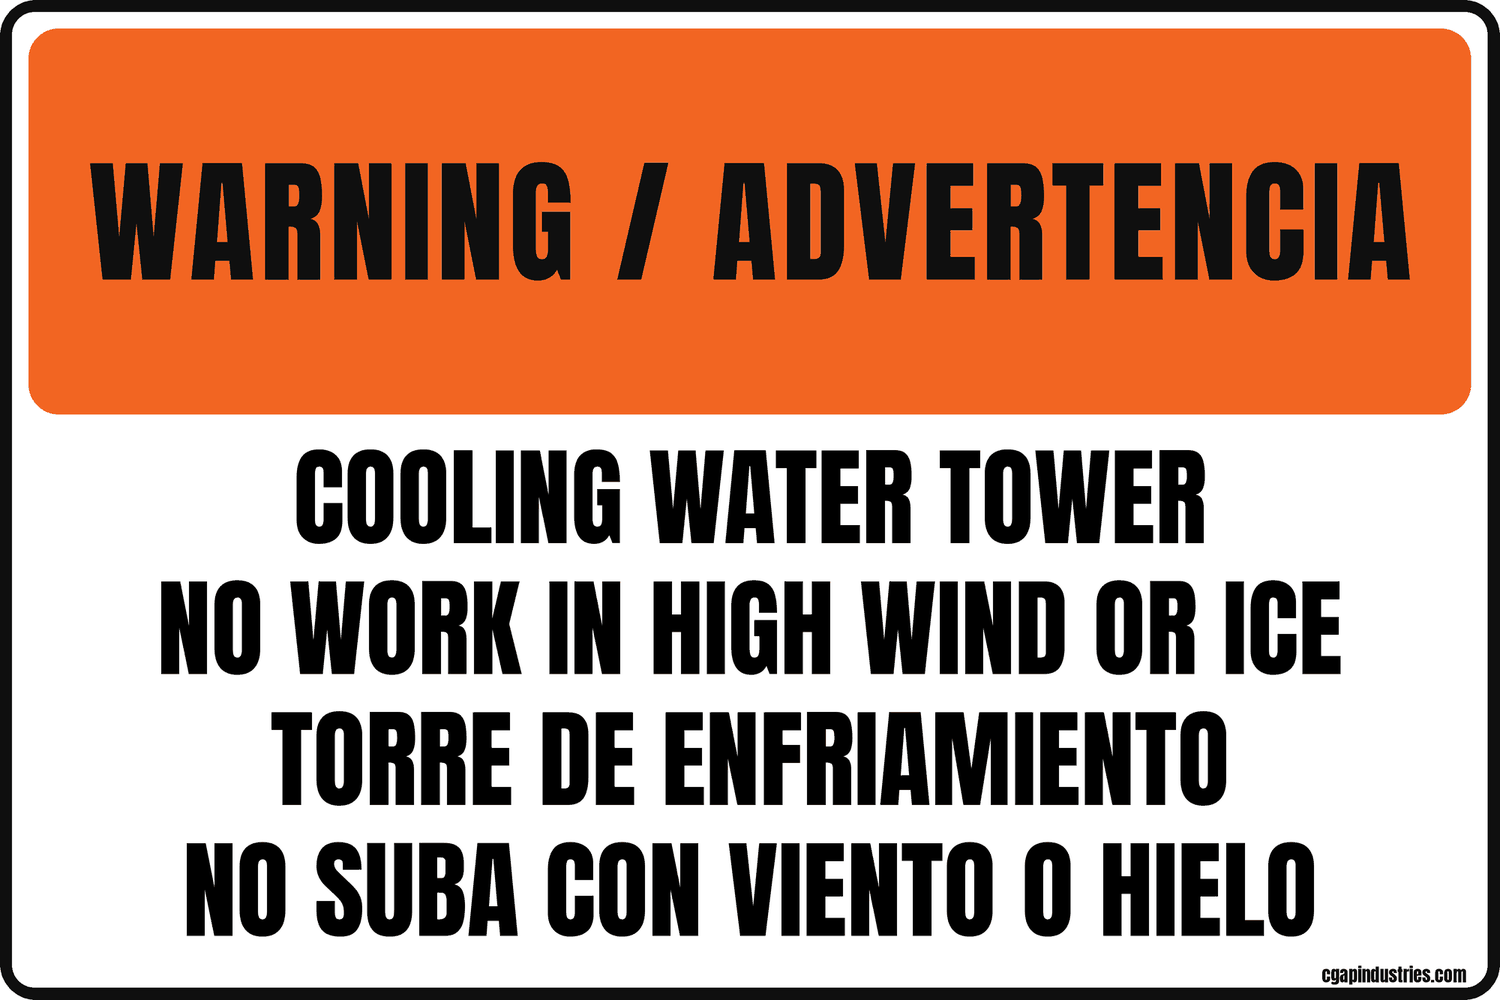 WARNING / ADVERTENCIA
COOLING WATER TOWER
NO WORK IN HIGH WIND OR ICE
TORRE DE ENFRIAMIENTO
NO SUBA CON VIENTO O HIELO
cgapindustries.com